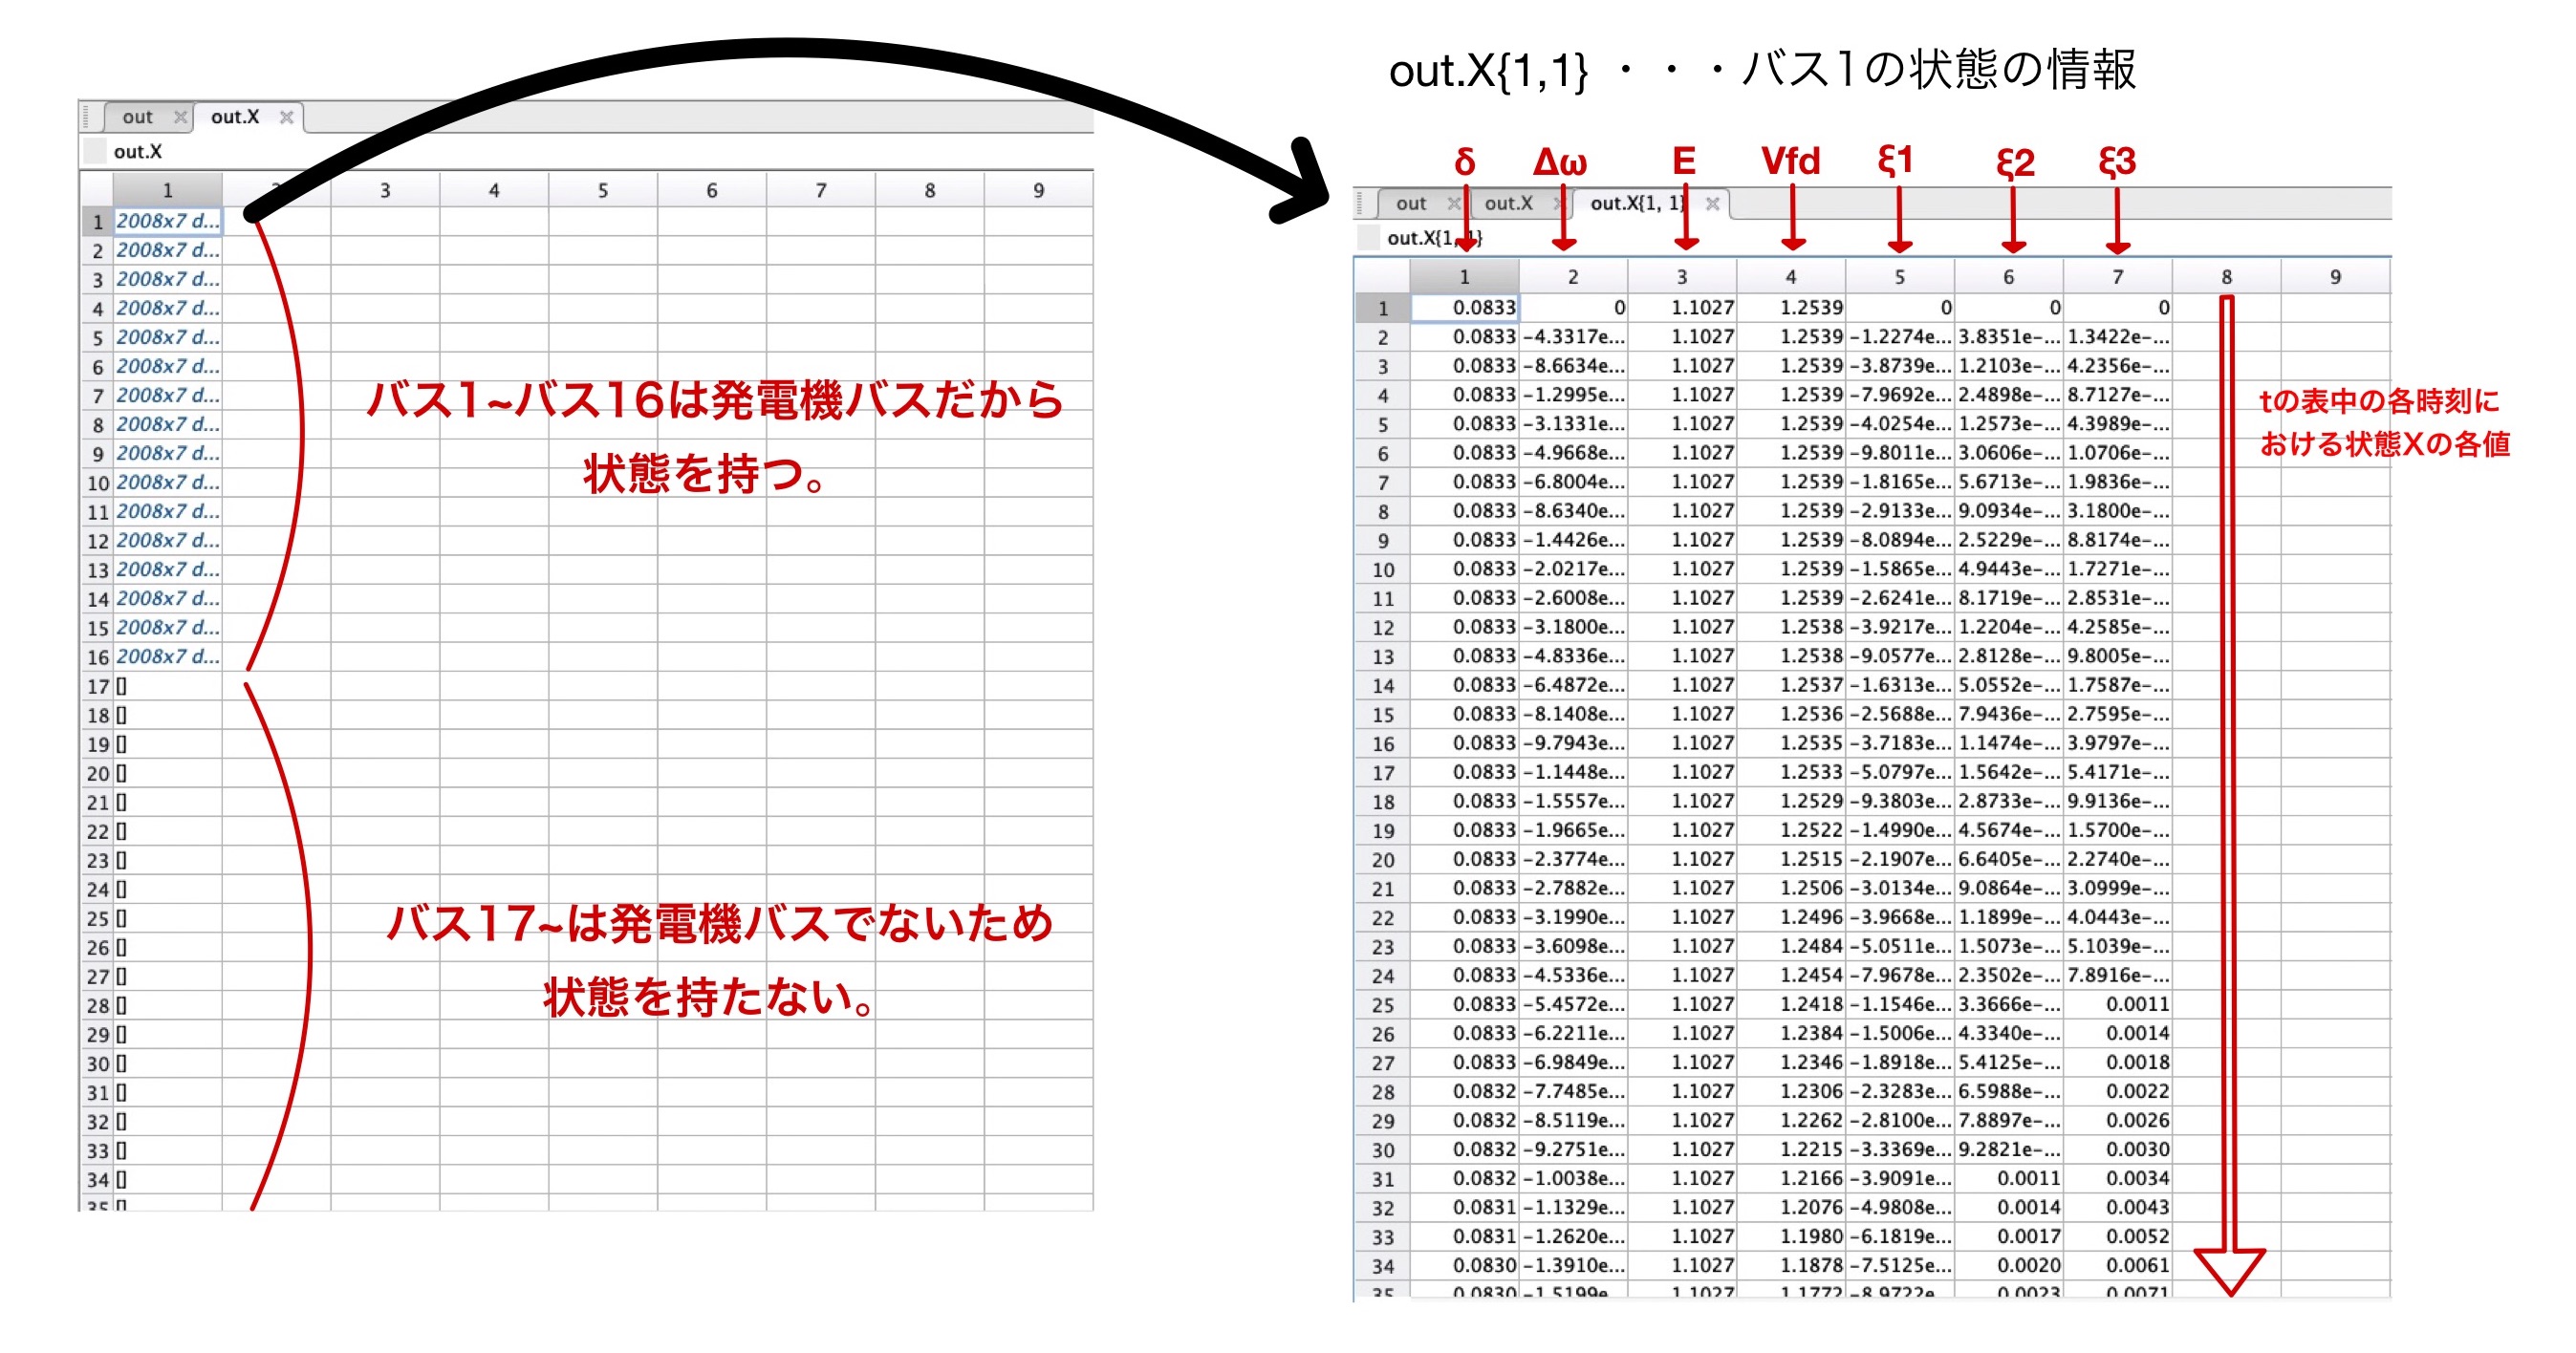 out.X{1,1} ・・・バス1の状態の情報
out
out.X
out.X
1 2 3 4 5 6 7 8 9
1 2008x7 d...
2 2008x7 d...
3 2008x7 d...
4 2008x7 d...
5 2008x7 d...
6 2008x7 d...
7 2008x7 d...
8 2008x7 d...
9 2008x7 d...
10 2008x7 d...
11 2008x7 d...
12 2008x7 d...
13 2008x7 d...
14 2008x7 d...
15 2008x7 d...
16 2008x7 d...
17 []
18 []
19 []
20 []
21 []
22 []
23 []
24 []
25 []
26 []
27 []
28 []
29 []
30 []
31 []
32 []
33 []
34 []
35 []
バス1~バス16は発電機バスだから
状態を持つ。
バス17~は発電機バスでないため
状態を持たない。
δ Δω E Vfd ξ1 ξ2 ξ3
out
out.X
out.X{1, 1}
out.X{1, 1}
1 2 3 4 5 6 7 8 9
1 0.0833 0 1.1027 1.2539 0 0 0
2 0.0833 -4.3317e... 1.1027 1.2539 -1.2274e... 3.8351e-... 1.3422e-...
3 0.0833 -8.6634e... 1.1027 1.2539 -3.8739e... 1.2103e-... 4.2356e-...
4 0.0833 -1.2995e... 1.1027 1.2539 -7.9692e... 2.4898e-... 8.7127e-...
5 0.0833 -3.1331e... 1.1027 1.2539 -4.0254e... 1.2573e-... 4.3989e-...
6 0.0833 -4.9668e... 1.1027 1.2539 -9.8011e... 3.0606e-... 1.0706e-...
7 0.0833 -6.8004e... 1.1027 1.2539 -1.8165e... 5.6713e-... 1.9836e-...
8 0.0833 -8.6340e... 1.1027 1.2539 -2.9133e... 9.0934e-... 3.1800e-...
9 0.0833 -1.4426e... 1.1027 1.2539 -8.0894e... 2.5229e-... 8.8174e-...
10 0.0833 -2.0217e... 1.1027 1.2539 -1.5865e... 4.9443e-... 1.7271e-...
11 0.0833 -2.6008e... 1.1027 1.2539 -2.6241e... 8.1719e-... 2.8531e-...
12 0.0833 -3.1800e... 1.1027 1.2538 -3.9217e... 1.2204e-... 4.2585e-...
13 0.0833 -4.8336e... 1.1027 1.2538 -9.0577e... 2.8128e-... 9.8005e-...
14 0.0833 -6.4872e... 1.1027 1.2537 -1.6313e... 5.0552e-... 1.7587e-...
15 0.0833 -8.1408e... 1.1027 1.2536 -2.5688e... 7.9436e-... 2.7595e-...
16 0.0833 -9.7943e... 1.1027 1.2535 -3.7183e... 1.1474e-... 3.9797e-...
17 0.0833 -1.1448e... 1.1027 1.2533 -5.0797e... 1.5642e-... 5.4171e-...
18 0.0833 -1.5557e... 1.1027 1.2529 -9.3803e... 2.8733e-... 9.9136e-...
19 0.0833 -1.9665e... 1.1027 1.2522 -1.4990e... 4.5674e-... 1.5700e-...
20 0.0833 -2.3774e... 1.1027 1.2515 -2.1907e... 6.6405e-... 2.2740e-...
21 0.0833 -2.7882e... 1.1027 1.2506 -3.0134e... 9.0864e-... 3.0999e-...
22 0.0833 -3.1990e... 1.1027 1.2496 -3.9668e... 1.1899e-... 4.0443e-...
23 0.0833 -3.6098e... 1.1027 1.2484 -5.0511e... 1.5073e-... 5.1039e-...
24 0.0833 -4.5336e... 1.1027 1.2454 -7.9678e... 2.3502e-... 7.8916e-...
25 0.0833 -5.4572e... 1.1027 1.2418 -1.1546e... 3.3666e-... 0.0011
26 0.0833 -6.2211e... 1.1027 1.2384 -1.5006e... 4.3340e-... 0.0014
27 0.0833 -6.9849e... 1.1027 1.2346 -1.8918e... 5.4125e-... 0.0018
28 0.0832 -7.7485e... 1.1027 1.2306 -2.3283e... 6.5988e-... 0.0022
29 0.0832 -8.5119e... 1.1027 1.2262 -2.8100e... 7.8897e-... 0.0026
30 0.0832 -9.2751e... 1.1027 1.2215 -3.3369e... 9.2821e-... 0.0030
31 0.0832 -1.0038e... 1.1027 1.2166 -3.9091e... 0.0011 0.0034
32 0.0831 -1.1329e... 1.1027 1.2076 -4.9808e... 0.0014 0.0043
33 0.0831 -1.2620e... 1.1027 1.1980 -6.1819e... 0.0017 0.0052
34 0.0830 -1.3910e... 1.1027 1.1878 -7.5125e... 0.0020 0.0061
35 0.0830 -1.5199e 1.1027 1.1772 -8.9722e 0.0023 0.0071
tの表中の各時刻に
おける状態Xの各値